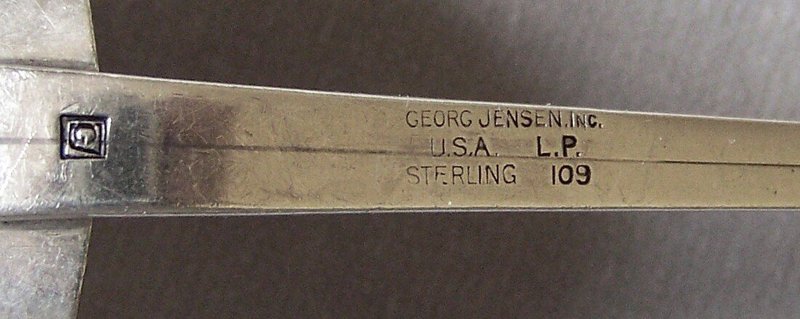 GEORG JENSEN. INC.
U.S.A. L.P.
STERLING 109